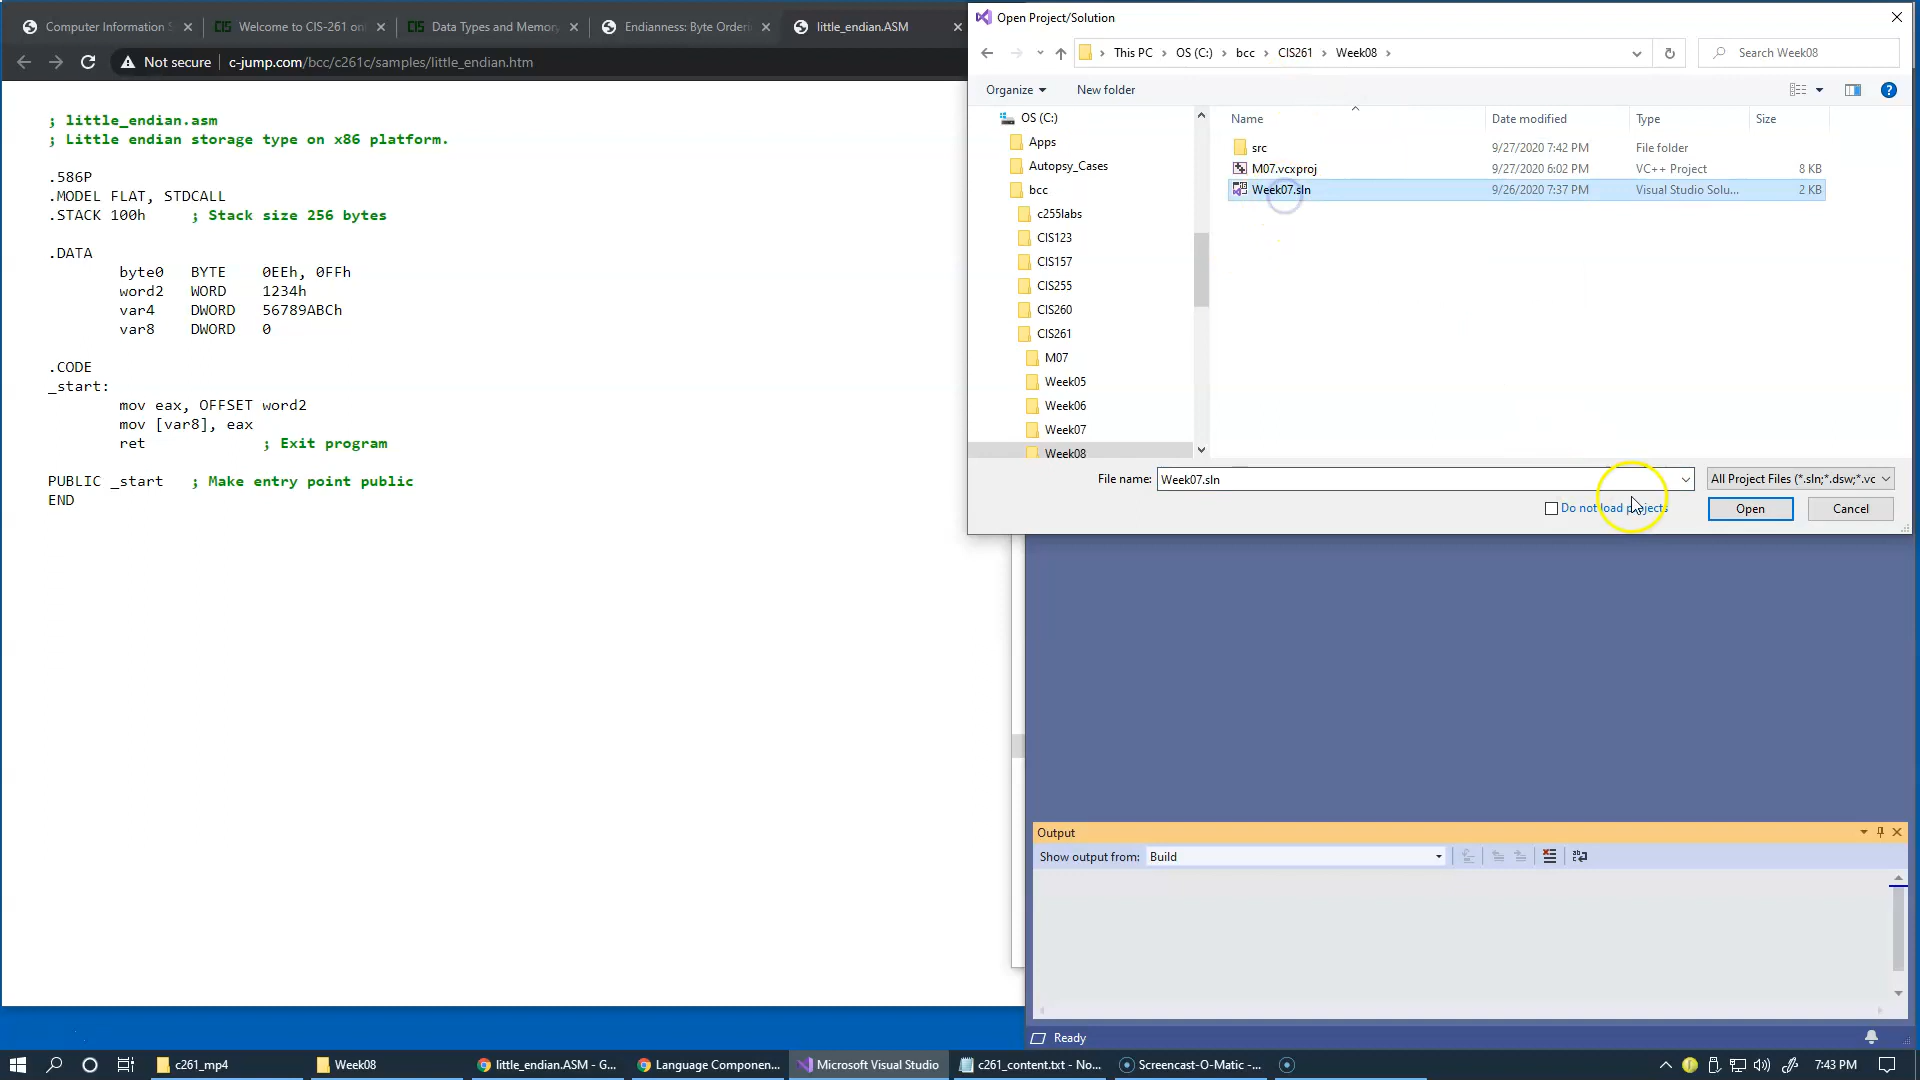 Computer Information S
Welcome to CIS-261 onl
Data Types and Memory
Endianness: Byte Orderi
little_endian.ASM
Not secure
c-jump.com/bcc/c261c/samples/little_endian.htm
; little_endian.asm
; Little endian storage type on x86 platform.
.586P
.MODEL FLAT, STDCALL
.STACK 100h ; Stack size 256 bytes
.DATA
byte0 BYTE 0EEh, 0FFh
word2 WORD 1234h
var4 DWORD 56789ABCh
var8 DWORD 0
.CODE
_start:
mov eax, OFFSET word2
mov [var8], eax
ret ; Exit program
PUBLIC _start ; Make entry point public
END
Open Project/Solution
This PC > OS (C:) > bcc > CIS261 > Week08 >
Search Week08
Organize
New folder
OS (C:)
Apps
Autopsy_Cases
bcc
c255labs
CIS123
CIS157
CIS255
CIS260
CIS261
M07
Week05
Week06
Week07
Week08
Name Date modified Type Size
src 9/27/2020 7:42 PM File folder
M07.vcxproj 9/27/2020 6:02 PM VC++ Project 8 KB
Week07.sln 9/26/2020 7:37 PM Visual Studio Solu... 2 KB
File name: Week07.sln
All Project Files (*.sln;*.dsw;*.vc
Do not load projects
Open
Cancel
Output
Show output from: Build
Ready
c261_mp4
Week08
little_endian.ASM - G...
Language Componen...
Microsoft Visual Studio
c261_content.txt - No...
Screencast-O-Matic -...
7:43 PM